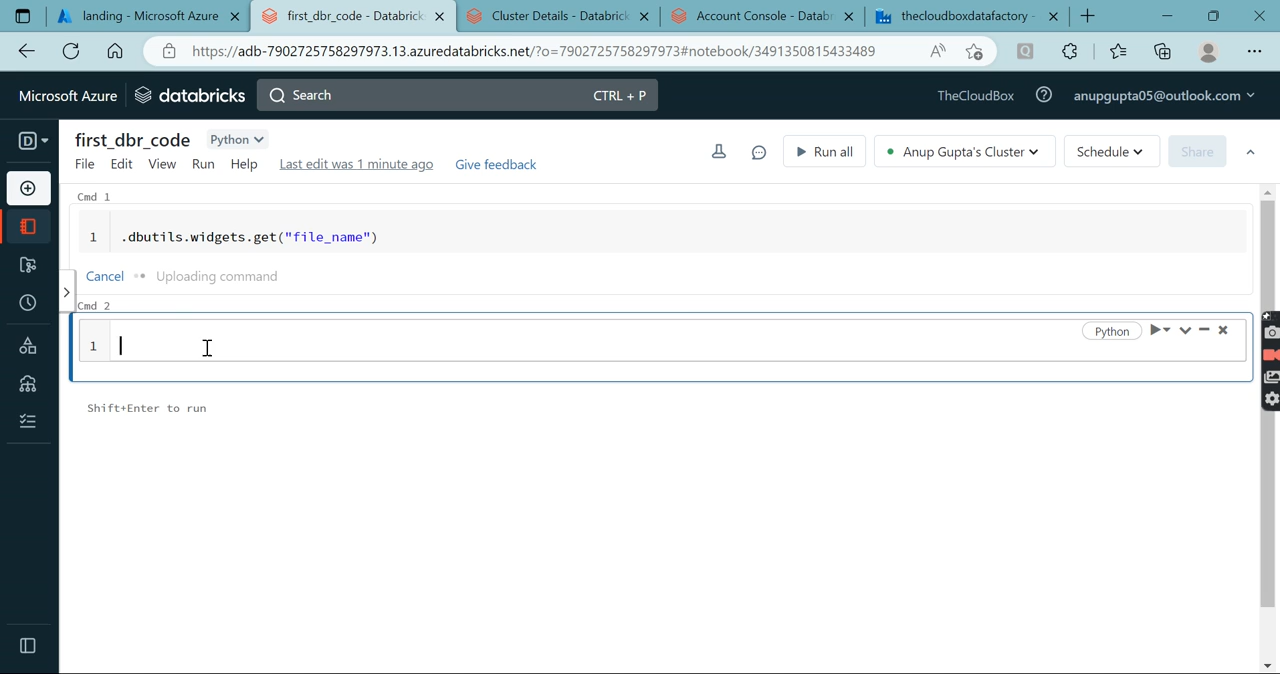 landing - Microsoft Azure
first_dbr_code - Databrick
Cluster Details - Databrick
Account Console - Datab
thecloudboxdatafactory -
https://adb-7902725758297973.13.azuredatabricks.net/?o=7902725758297973#notebook/3491350815433489
Microsoft Azure databricks Search CTRL + P TheCloudBox anupgupta05@outlook.com
D first_dbr_code Python
File Edit View Run Help Last edit was 1 minute ago Give feedback
Run all Anup Gupta's Cluster Schedule Share
Cmd 1
1 .dbutils.widgets.get("file_name")
Cancel Uploading command
Cmd 2
1 Python
Shift+Enter to run